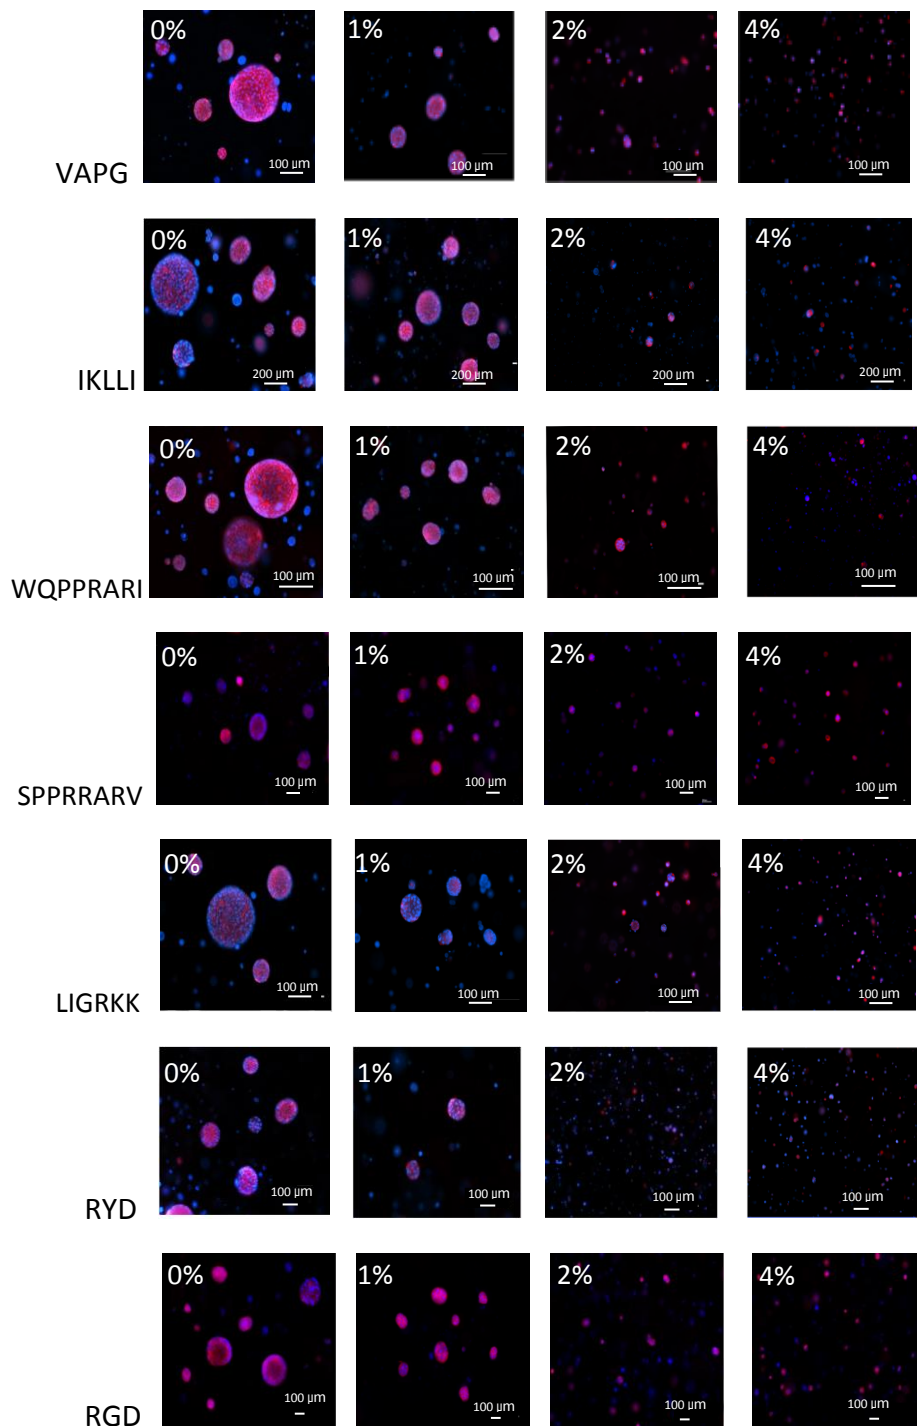 0% 1% 2% 4%
100 µm 100 µm 100 µm 100 µm
VAPG
0% 1% 2% 4%
200 µm 200 µm 200 µm 200 µm
IKLLI
0% 1% 2% 4%
100 µm 100 µm 100 µm 100 µm
WQPPRARI
0% 1% 2% 4%
100 µm 100 µm 100 µm 100 µm
SPPRRARV
0% 1% 2% 4%
100 µm 100 µm 100 µm 100 µm
LIGRKK
0% 1% 2% 4%
100 µm 100 µm 100 µm 100 µm
RYD
0% 1% 2% 4%
100 µm 100 µm 100 µm 100 µm
RGD